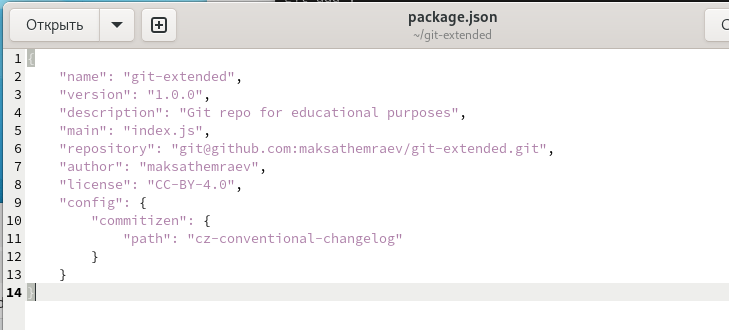 Открыть
package.json
~/git-extended
1 {
2 "name": "git-extended",
3 "version": "1.0.0",
4 "description": "Git repo for educational purposes",
5 "main": "index.js",
6 "repository": "git@github.com:maksathemraev/git-extended.git",
7 "author": "maksathemraev",
8 "license": "CC-BY-4.0",
9 "config": {
10 "commitizen": {
11 "path": "cz-conventional-changelog"
12 }
13 }
14 }